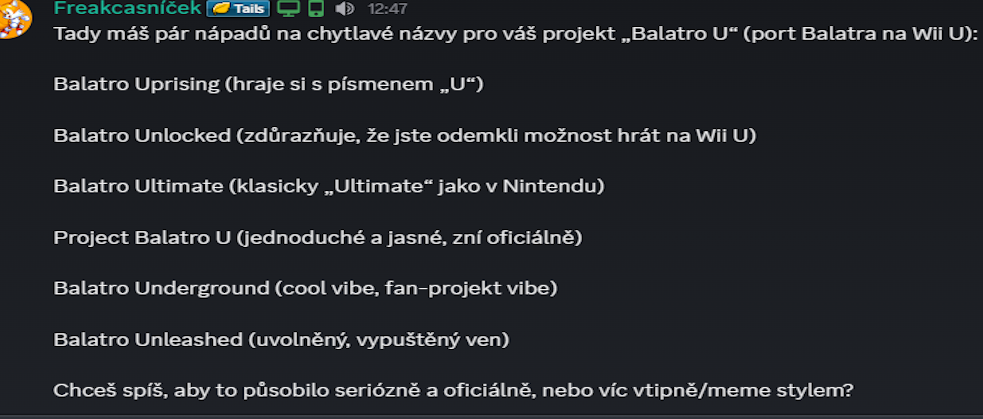 Freakcasníček Tails 12:47
Tady máš pár nápadů na chytlavé názvy pro váš projekt „Balatro U“ (port Balatra na Wii U):
Balatro Uprising (hraje si s písmenem „U“)
Balatro Unlocked (zdůrazňuje, že jste odemkli možnost hrát na Wii U)
Balatro Ultimate (klasicky „Ultimate“ jako v Nintendu)
Project Balatro U (jednoduché a jasné, zní oficiálně)
Balatro Underground (cool vibe, fan-projekt vibe)
Balatro Unleashed (uvolněný, vypuštěný ven)
Chceš spíš, aby to působilo seriózně a oficiálně, nebo víc vtipně/meme stylem?